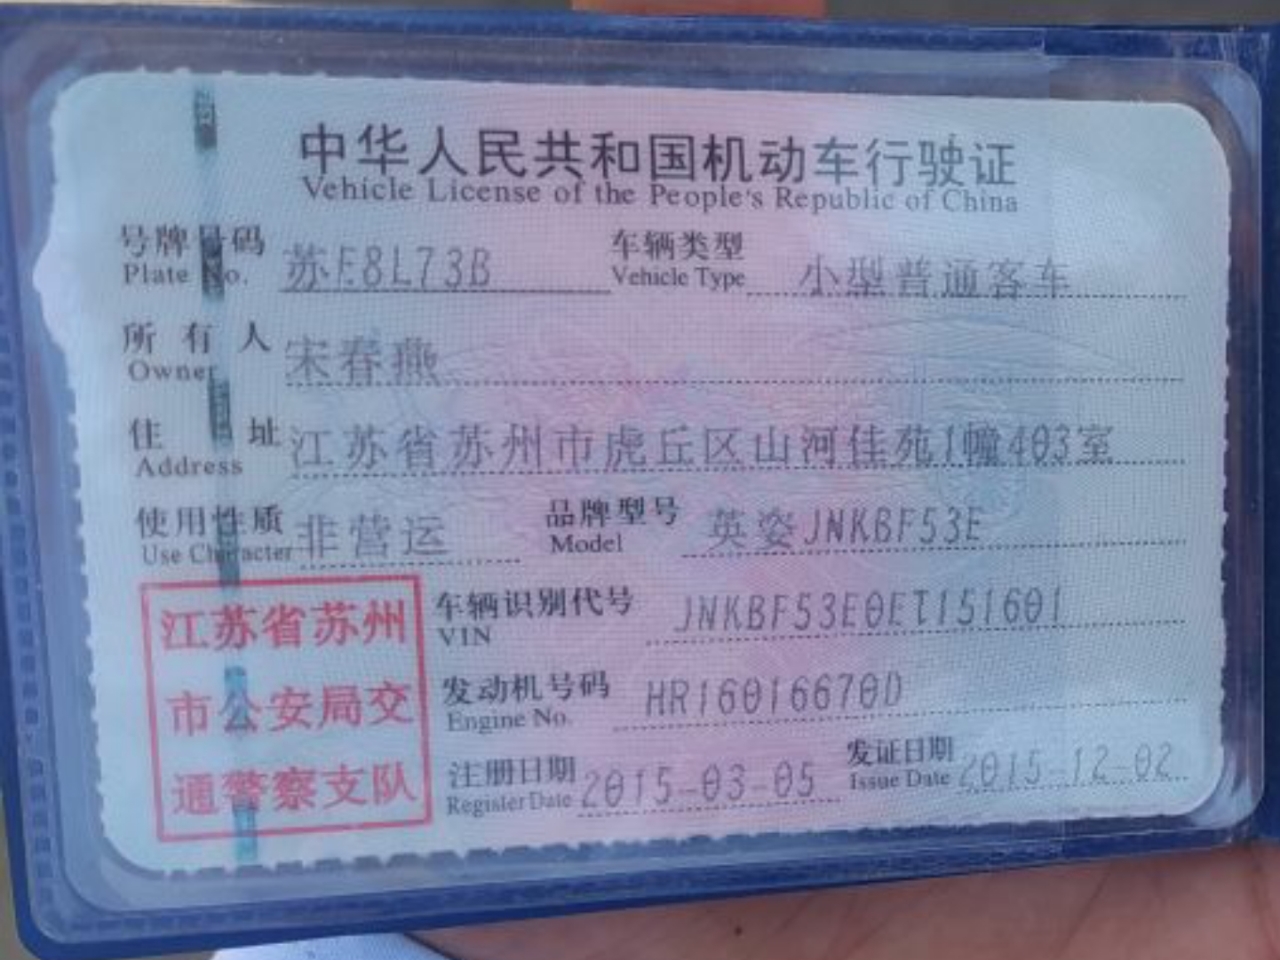 中华人民共和国机动车行驶证
Vehicle License of the People's Republic of China
号牌号码 苏E8L73B 车辆类型 小型普通客车
Plate No. Vehicle Type
所有人 宋春燕
Owner
住址 江苏省苏州市虎丘区山河佳苑1幢403室
Address
使用性质 非营运 品牌型号 英姿JNKBF53E
Use Character Model
江苏省苏州
市公安局交
通警察支队
车辆识别代号 JNKBF53E0ET151601
VIN
发动机号码 HR16016670D
Engine No.
注册日期 2015-03-05 发证日期 2015-12-02
Register Date Issue Date